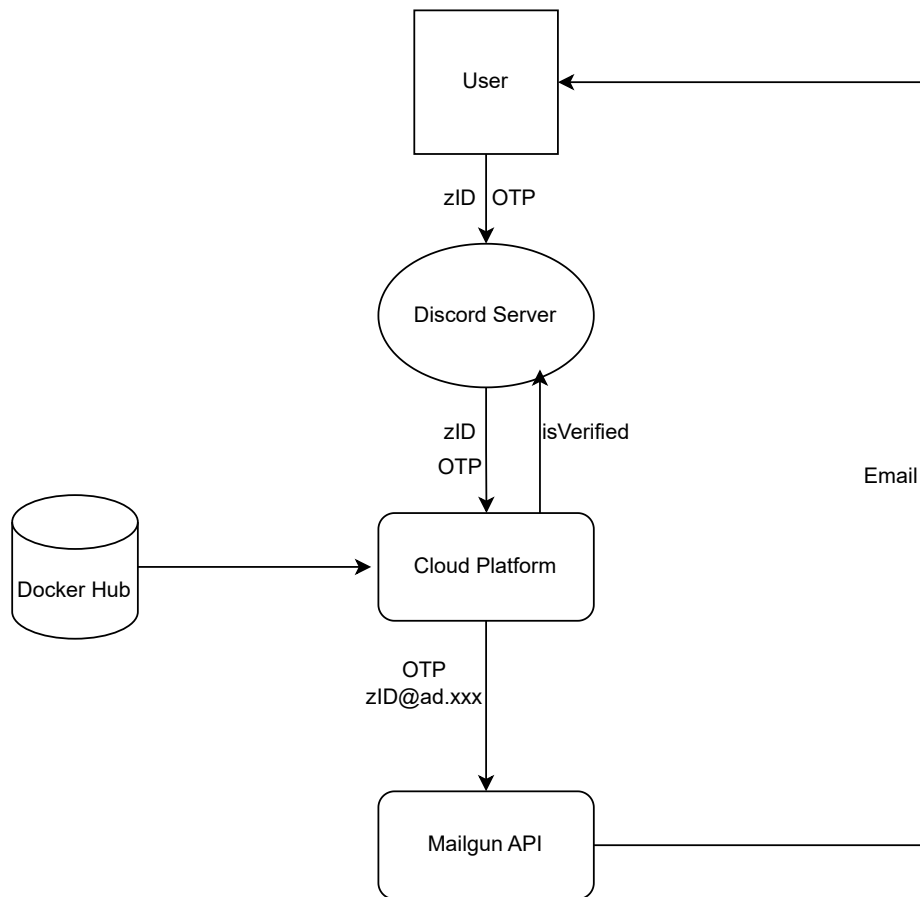 User
zID OTP
Discord Server
zID
isVerified
OTP
Email
Cloud Platform
Docker Hub
OTP
zID@ad.xxx
Mailgun API